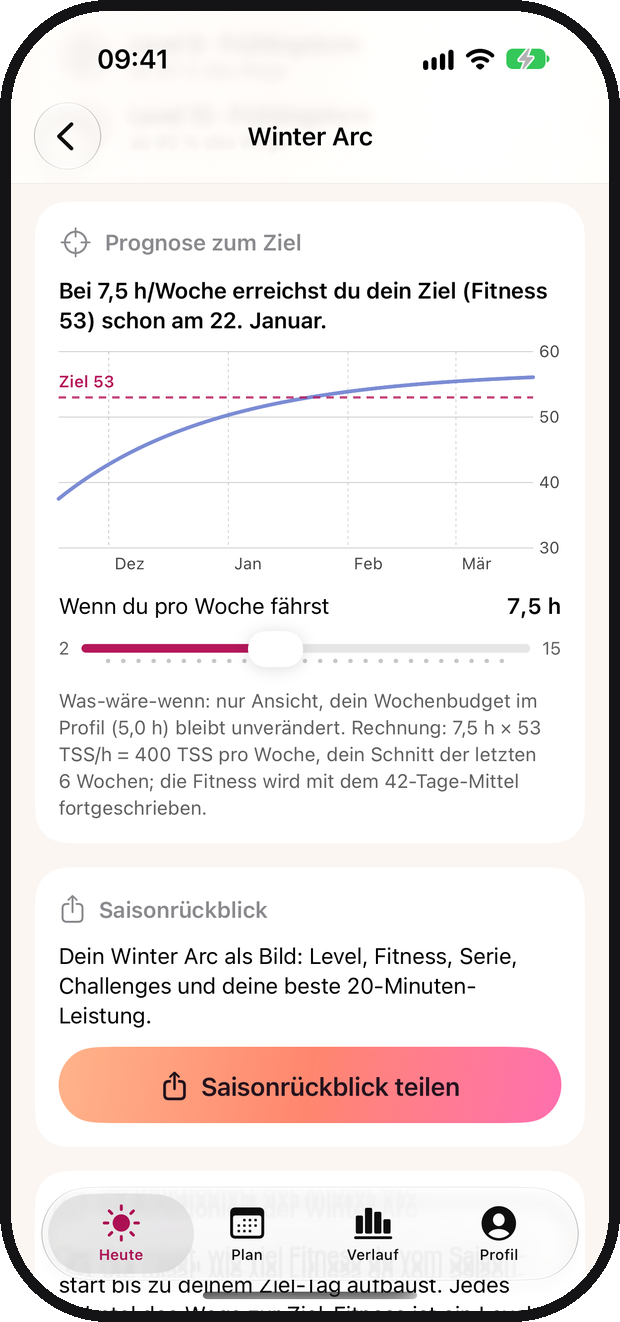 09:41
Winter Arc
Prognose zum Ziel
Bei 7,5 h/Woche erreichst du dein Ziel (Fitness
53) schon am 22. Januar.
60
Ziel 53
50
40
30
Dez Jan Feb Mär
Wenn du pro Woche fährst 7,5 h
2 15
Was-wäre-wenn: nur Ansicht, dein Wochenbudget im
Profil (5,0 h) bleibt unverändert. Rechnung: 7,5 h × 53
TSS/h = 400 TSS pro Woche, dein Schnitt der letzten
6 Wochen; die Fitness wird mit dem 42-Tage-Mittel
fortgeschrieben.
Saisonrückblick
Dein Winter Arc als Bild: Level, Fitness, Serie,
Challenges und deine beste 20-Minuten-
Leistung.
Saisonrückblick teilen
Heute Plan Verlauf Profil
start bis zu deinem Ziel-Tag aufbaust. Jedes